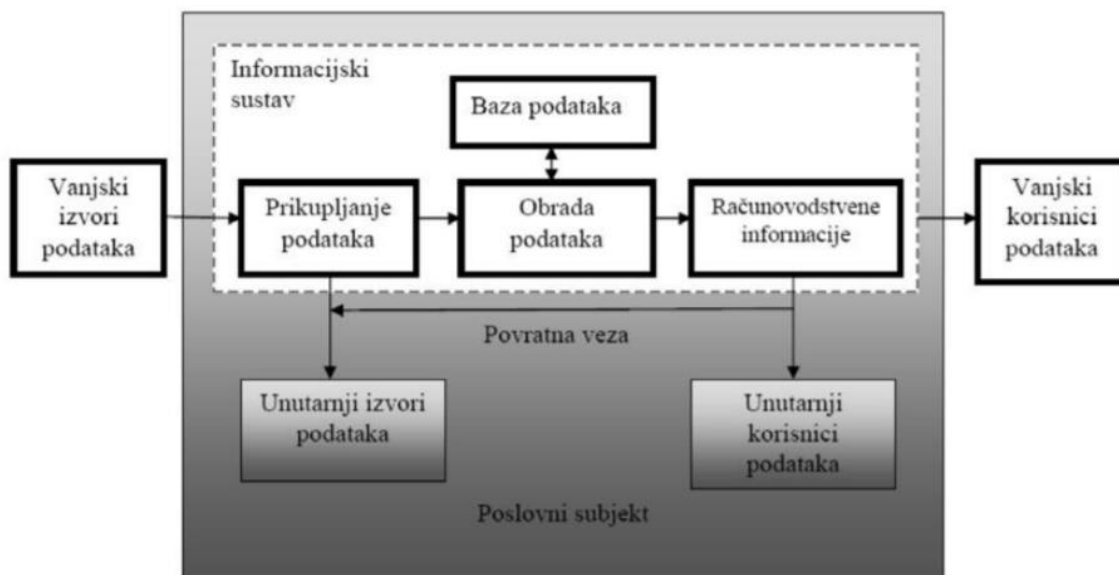 Informacijski
sustav
Baza podataka
Vanjski
izvori
podataka
Prikupljanje
podataka
Obrada
podataka
Računovodstvene
informacije
Vanjski
korisnici
podataka
Povratna veza
Unutarnji izvori
podataka
Unutarnji
korisnici
podataka
Poslovni subjekt